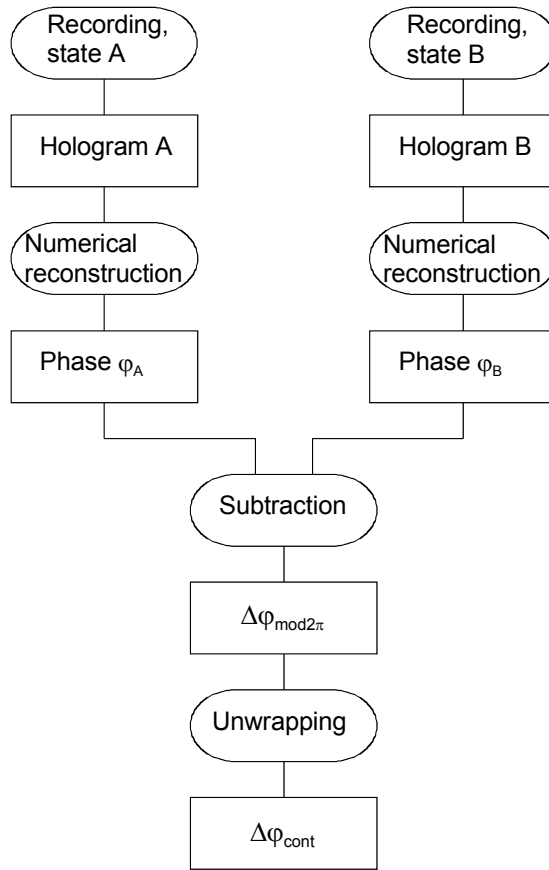 Recording,
state A
Recording,
state B
Hologram A
Hologram B
Numerical
reconstruction
Numerical
reconstruction
Phase φA
Phase φB
Subtraction
Δφmod2π
Unwrapping
Δφcont